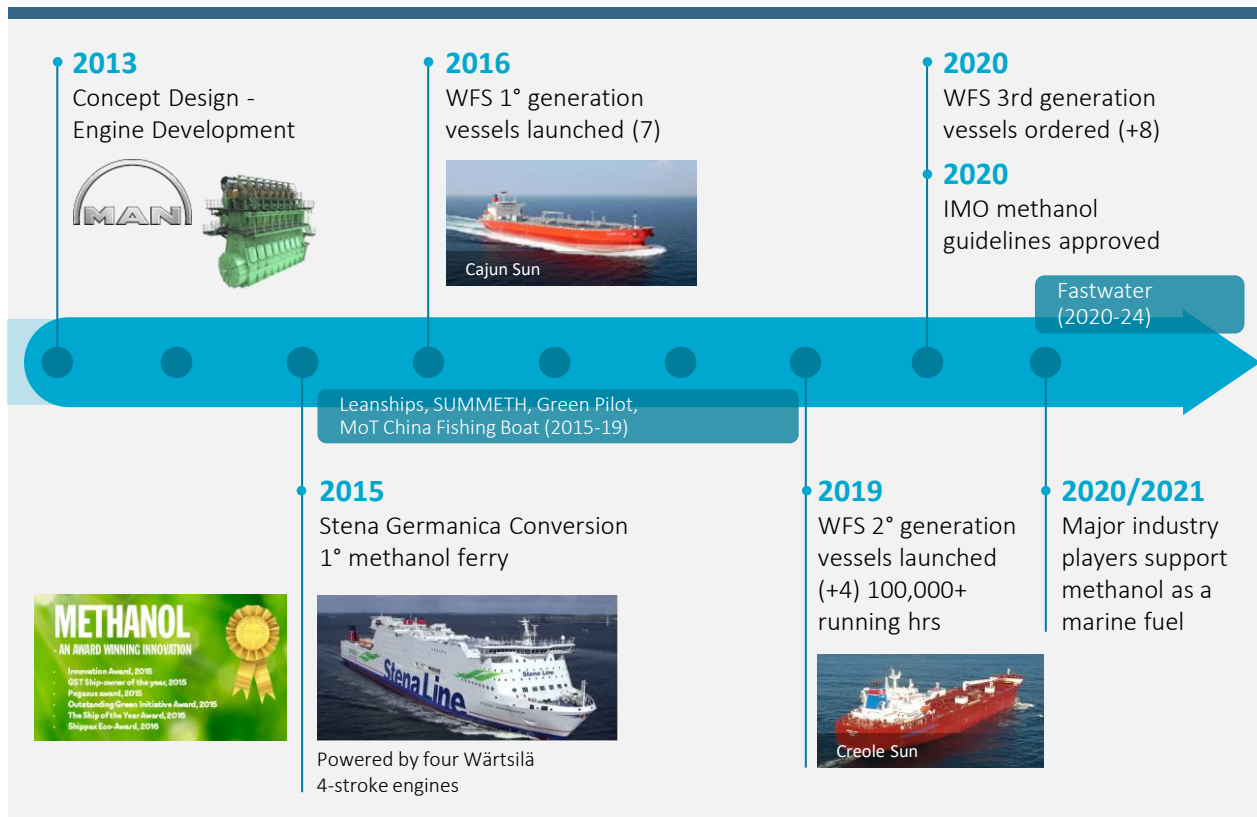 2013
Concept Design -
Engine Development
MAN
2016
WFS 1° generation
vessels launched (7)
Cajun Sun
2020
WFS 3rd generation
vessels ordered (+8)
2020
IMO methanol
guidelines approved
Fastwater
(2020-24)
Leanships, SUMMETH, Green Pilot,
MoT China Fishing Boat (2015-19)
2015
Stena Germanica Conversion
1° methanol ferry
METHANOL
- AN AWARD WINNING INNOVATION
- Innovation Award, 2015
- GST Ship-owner of the year, 2015
- Pegasus award, 2015
- Outstanding Green Initiative Award, 2015
- The Ship of the Year Award, 2016
- Shippax Eco-Award, 2016
Stena Line
StenaLine
Powered by four Wärtsilä
4-stroke engines
2019
WFS 2° generation
vessels launched
(+4) 100,000+
running hrs
Creole Sun
2020/2021
Major industry
players support
methanol as a
marine fuel